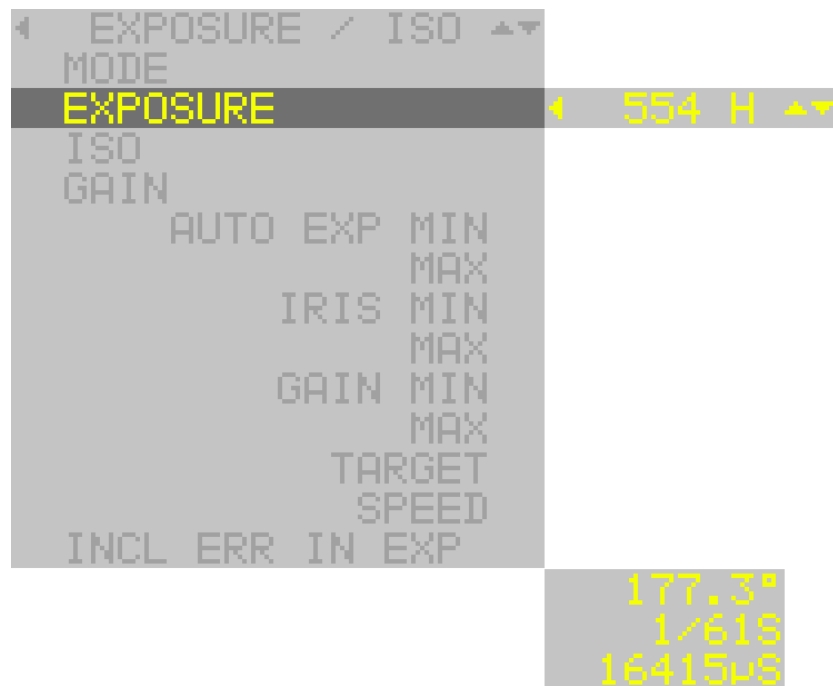 EXPOSURE / ISO
MODE
EXPOSURE 554 H
ISO
GAIN
AUTO EXP MIN
MAX
IRIS MIN
MAX
GAIN MIN
MAX
TARGET
SPEED
INCL ERR IN EXP
177.3°
1/61S
16415µS